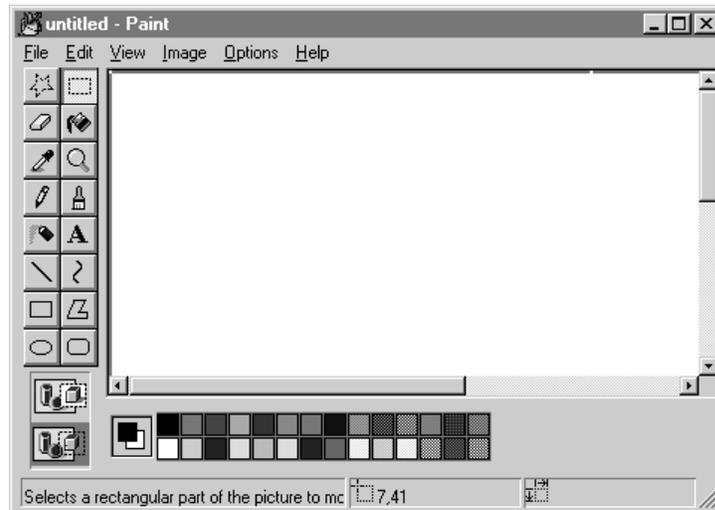 untitled - Paint
File Edit View Image Options Help
A
Selects a rectangular part of the picture to mo
7,41